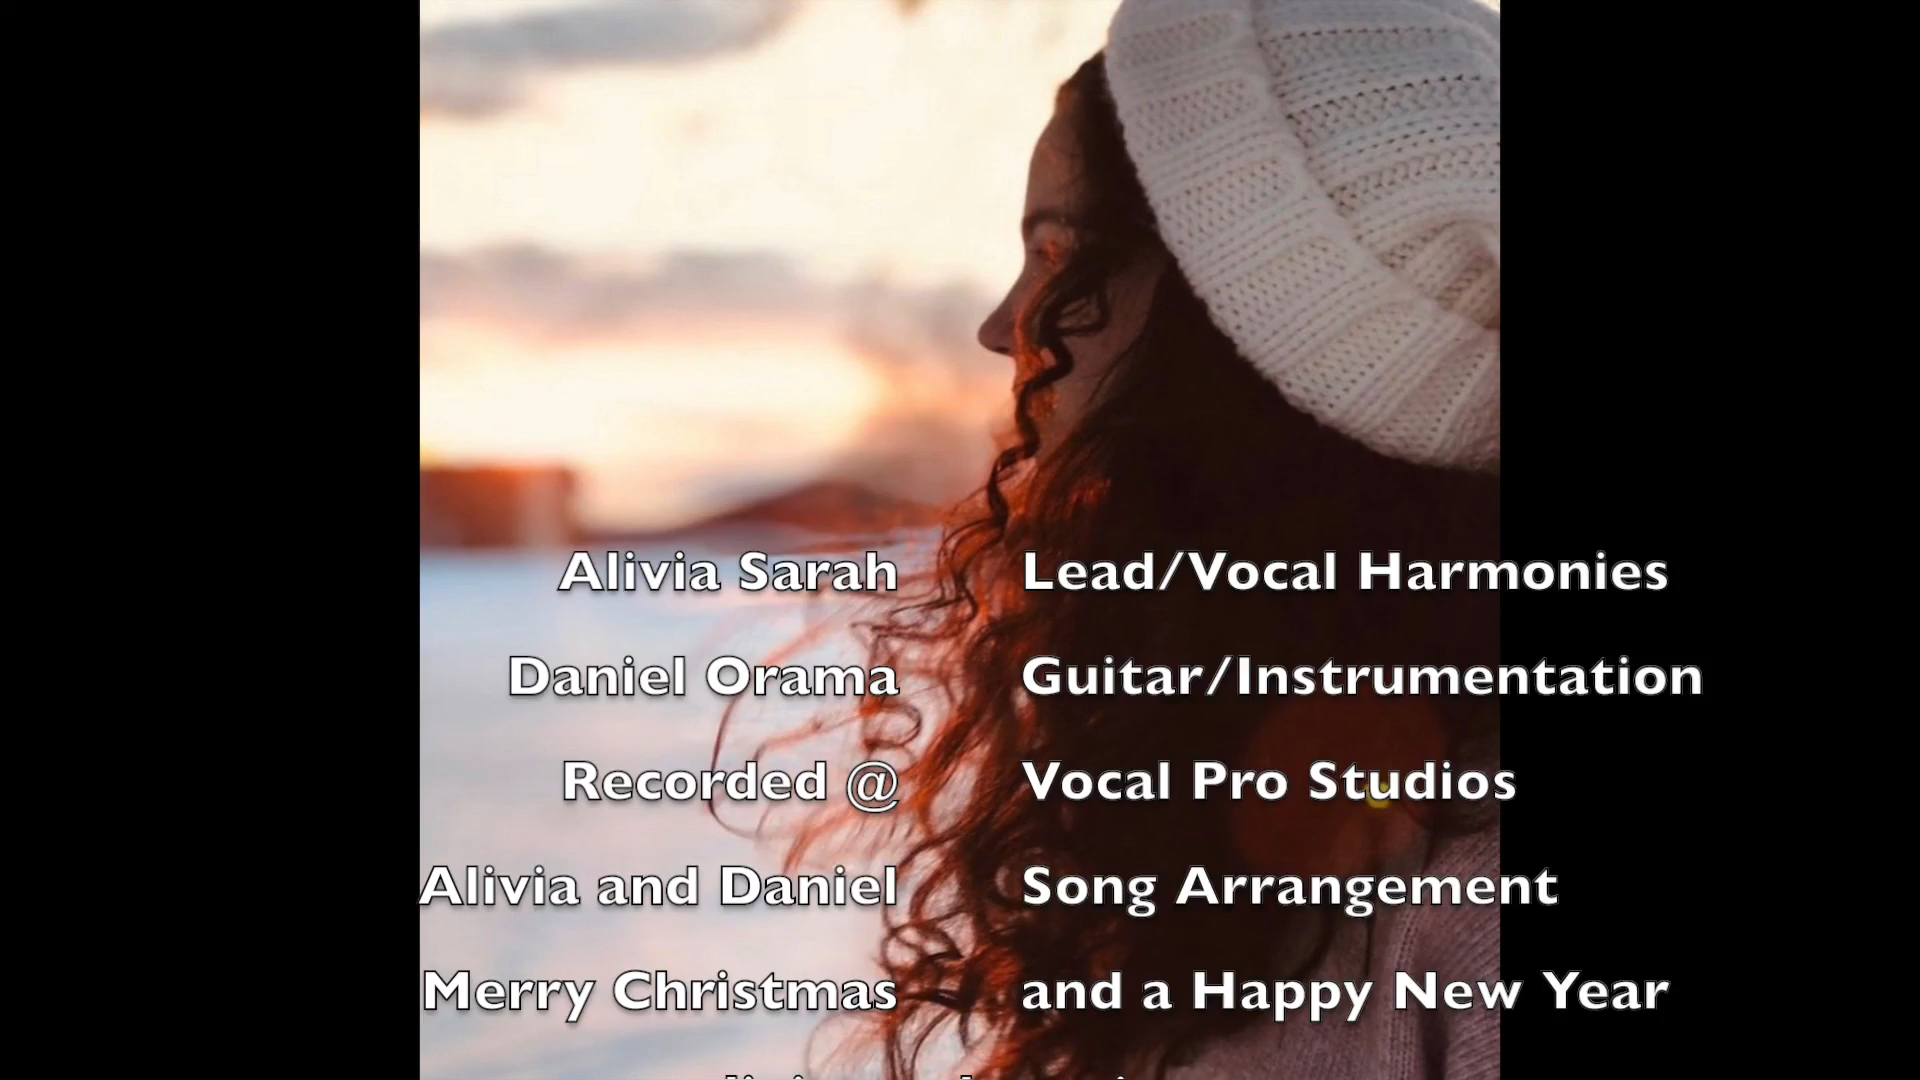 Alivia Sarah Lead/Vocal Harmonies
Daniel Orama Guitar/Instrumentation
Recorded @ Vocal Pro Studios
Alivia and Daniel Song Arrangement
Merry Christmas and a Happy New Year